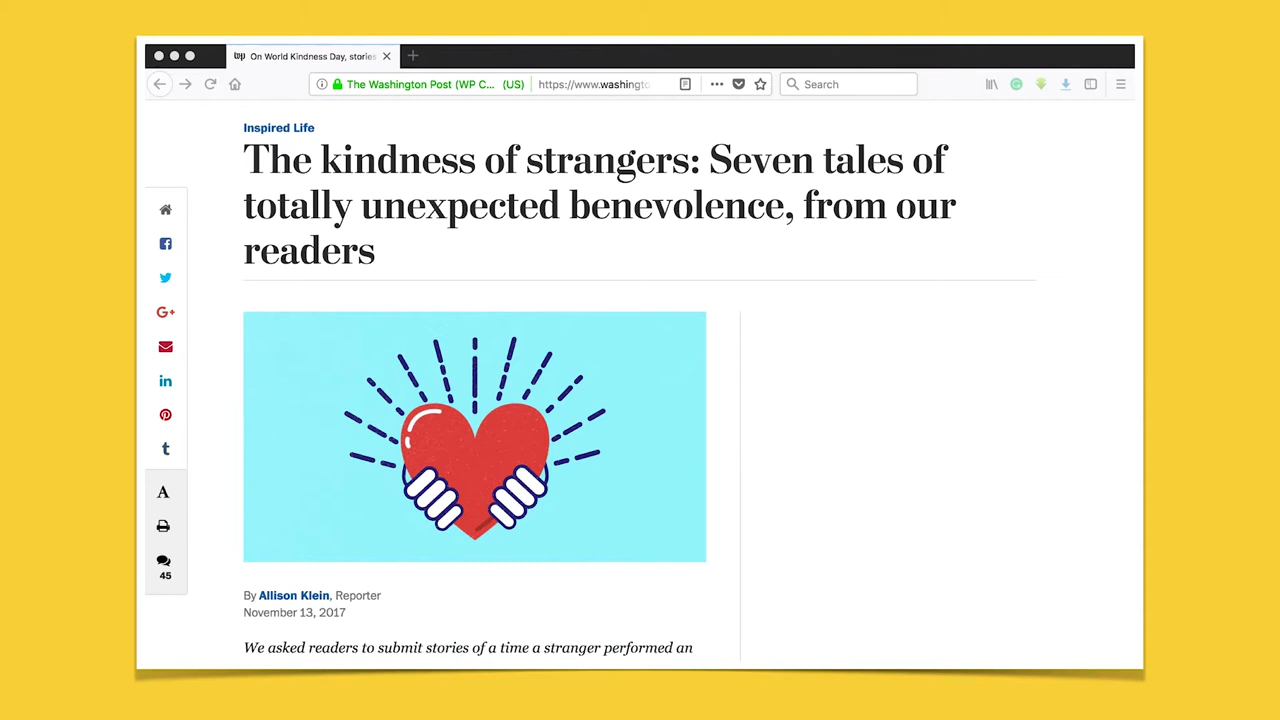 wp On World Kindness Day, stories
The Washington Post (WP C... (US) https://www.washingto
Search
Inspired Life
The kindness of strangers: Seven tales of
totally unexpected benevolence, from our
readers
G+
in
t
A
45
By Allison Klein, Reporter
November 13, 2017
We asked readers to submit stories of a time a stranger performed an